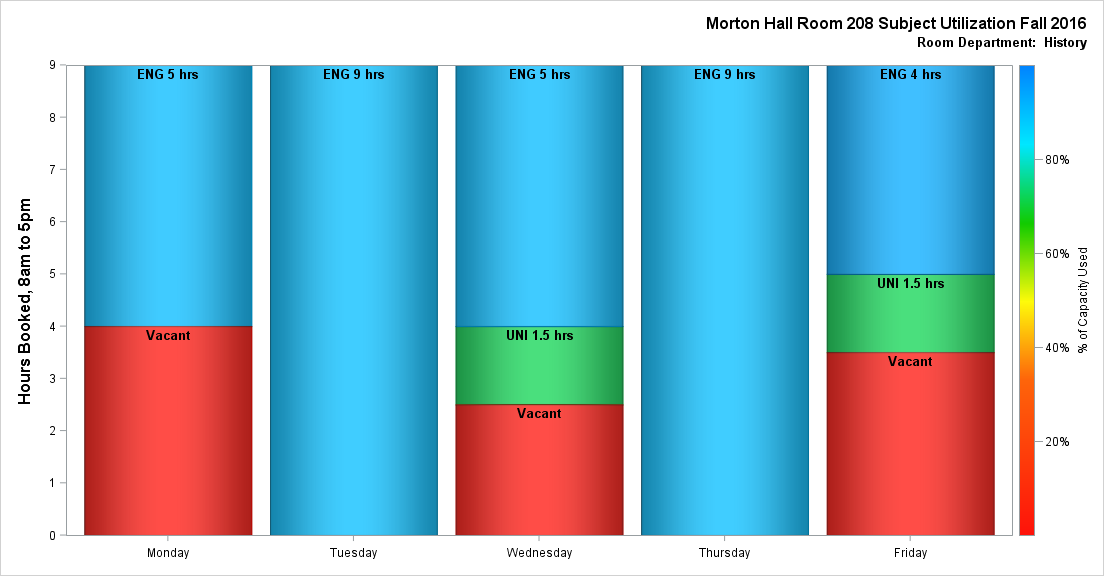 Morton Hall Room 208 Subject Utilization Fall 2016
Room Department:  History
Hours Booked, 8am to 5pm
9
8
7
6
5
4
3
2
1
0
ENG 5 hrs
Vacant
ENG 9 hrs
ENG 5 hrs
UNI 1.5 hrs
Vacant
ENG 9 hrs
ENG 4 hrs
UNI 1.5 hrs
Vacant
Monday
Tuesday
Wednesday
Thursday
Friday
80%
60%
40%
20%
% of Capacity Used